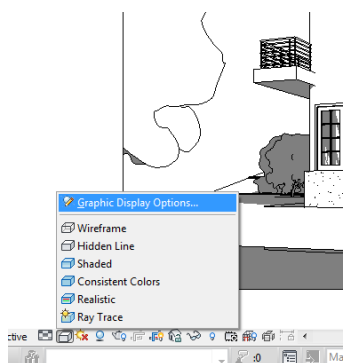 Graphic Display Options...
Wireframe
Hidden Line
Shaded
Consistent Colors
Realistic
Ray Trace
ctive
:0 Ma